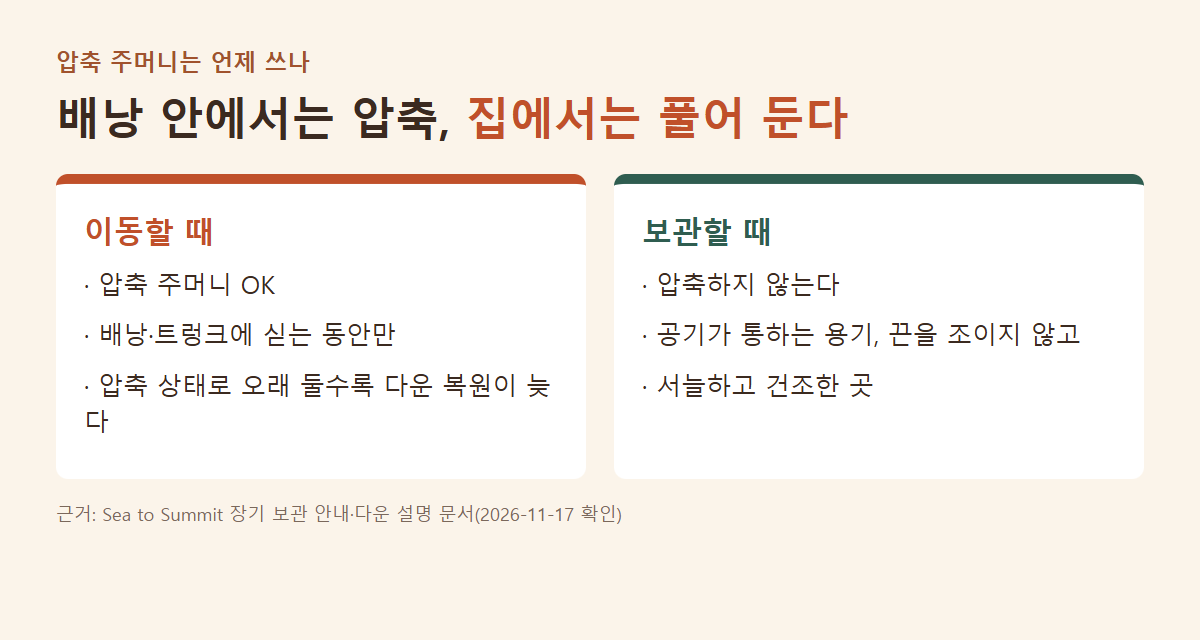 압축 주머니는 언제 쓰나
배낭 안에서는 압축, 집에서는 풀어 둔다
이동할 때
· 압축 주머니 OK
· 배낭·트렁크에 싣는 동안만
· 압축 상태로 오래 둘수록 다운 복원이 늦
다
보관할 때
· 압축하지 않는다
· 공기가 통하는 용기, 끈을 조이지 않고
· 서늘하고 건조한 곳
근거: Sea to Summit 장기 보관 안내·다운 설명 문서(2026-11-17 확인)